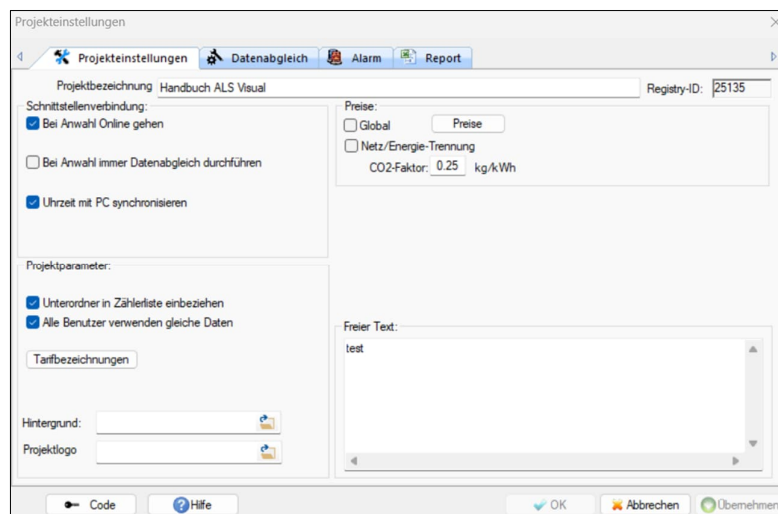 Projekteinstellungen
Projekteinstellungen Datenabgleich Alarm Report
Projektbezeichnung Handbuch ALS Visual Registry-ID: 25135
Schnittstellenverbindung:
Bei Anwahl Online gehen
Bei Anwahl immer Datenabgleich durchführen
Uhrzeit mit PC synchronisieren
Preise:
Global Preise
Netz/Energie-Trennung
CO2-Faktor: 0.25 kg/kWh
Projektparameter:
Unterordner in Zählerliste einbeziehen
Alle Benutzer verwenden gleiche Daten
Tarifbezeichnungen
Hintergrund:
Projektlogo
Freier Text:
test
Code Hilfe OK Abbrechen Übernehmen